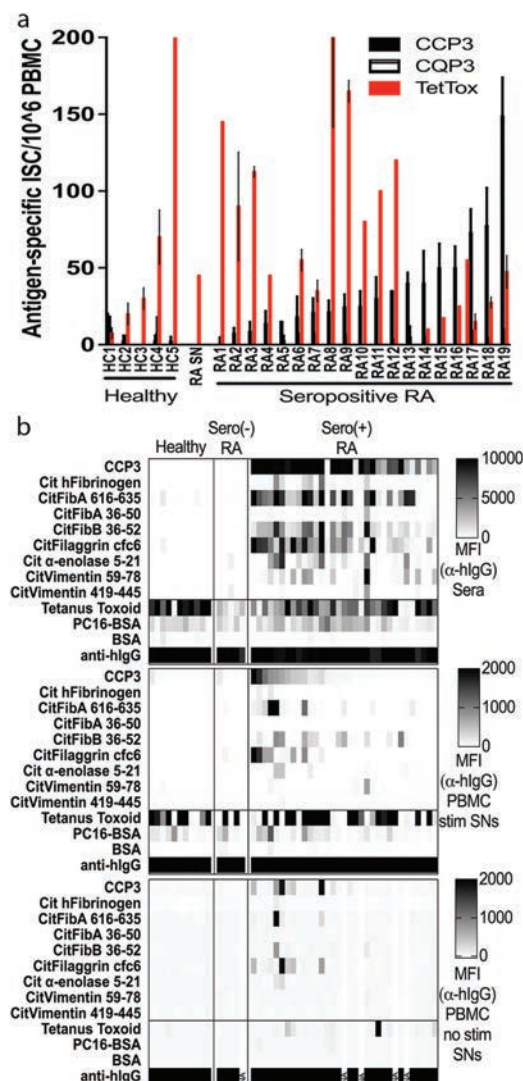 a
Antigen-specific ISC/10^6 PBMC
200
150
100
50
0
CCP3
CQP3
TetTox
HC1
HC2
HC3
HC4
HC5
RA SN
RA1
RA2
RA3
RA4
RA5
RA6
RA7
RA8
RA9
RA10
RA11
RA12
RA13
RA14
RA15
RA16
RA17
RA18
RA19
Healthy
Seropositive RA
b
Healthy
Sero(-)
RA
Sero(+)
RA
CCP3
Cit hFibrinogen
CitFibA 616-635
CitFibA 36-50
CitFibB 36-52
CitFilaggrin cfc6
Cit α-enolase 5-21
CitVimentin 59-78
CitVimentin 419-445
Tetanus Toxoid
PC16-BSA
BSA
anti-hIgG
10000
5000
0
MFI
(α-hIgG)
Sera
CCP3
Cit hFibrinogen
CitFibA 616-635
CitFibA 36-50
CitFibB 36-52
CitFilaggrin cfc6
Cit α-enolase 5-21
CitVimentin 59-78
CitVimentin 419-445
Tetanus Toxoid
PC16-BSA
BSA
anti-hIgG
2000
1000
0
MFI
(α-hIgG)
PBMC
stim SNs
CCP3
Cit hFibrinogen
CitFibA 616-635
CitFibA 36-50
CitFibB 36-52
CitFilaggrin cfc6
Cit α-enolase 5-21
CitVimentin 59-78
CitVimentin 419-445
Tetanus Toxoid
PC16-BSA
BSA
anti-hIgG
2000
1000
0
MFI
(α-hIgG)
PBMC
no stim
SNs